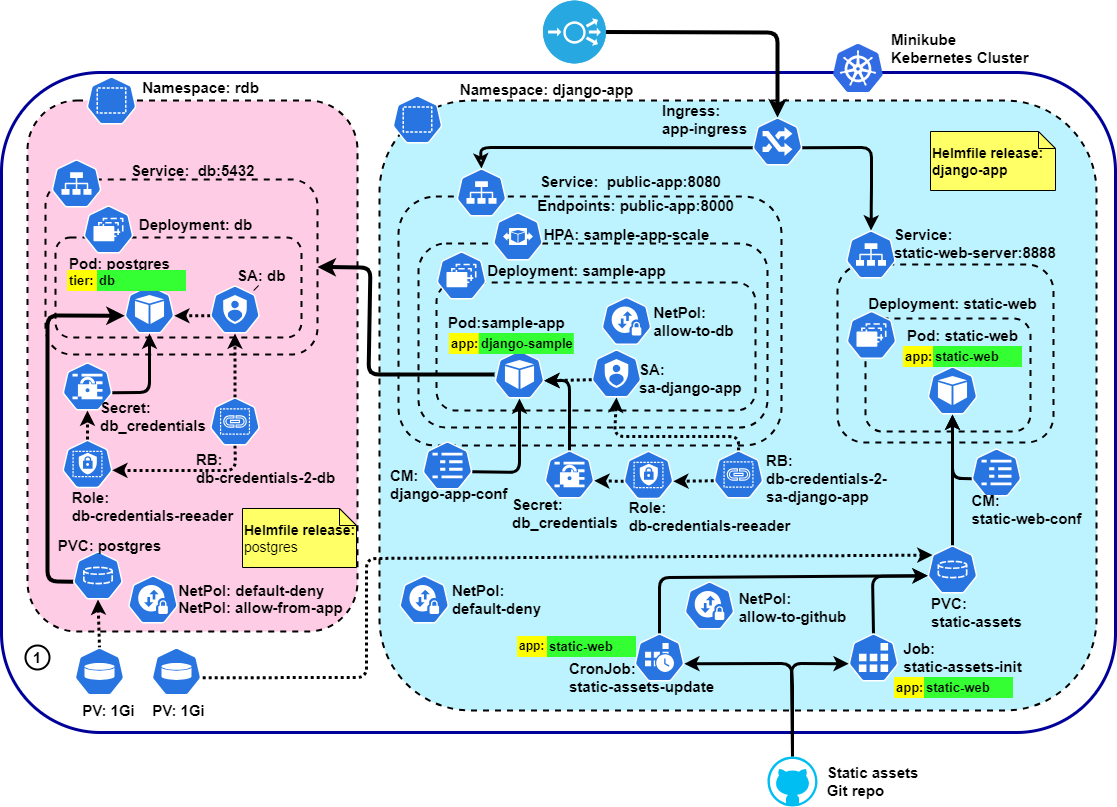 Minikube
Kubernetes Cluster
Namespace: rdb
Namespace: django-app
Ingress:
app-ingress
Helmfile release:
django-app
Service:  db:5432
Deployment: db
Pod: postgres
tier: db
SA: db
Secret:
db_credentials
RB:
db-credentials-2-db
Role:
db-credentials-reeader
Helmfile release:
postgres
PVC: postgres
NetPol: default-deny
NetPol: allow-from-app
1
PV: 1Gi
PV: 1Gi
Service:  public-app:8080
Endpoints: public-app:8000
HPA: sample-app-scale
Deployment: sample-app
NetPol:
allow-to-db
Pod:sample-app
app: django-sample
SA:
sa-django-app
CM:
django-app-conf
Secret:
db_credentials
Role:
db-credentials-reeader
RB:
db-credentials-2-
sa-django-app
Service:
static-web-server:8888
Deployment: static-web
Pod: static-web
app: static-web
CM:
static-web-conf
PVC:
static-assets
NetPol:
default-deny
NetPol:
allow-to-github
app: static-web
CronJob:
static-assets-update
Job:
static-assets-init
app: static-web
Static assets
Git repo